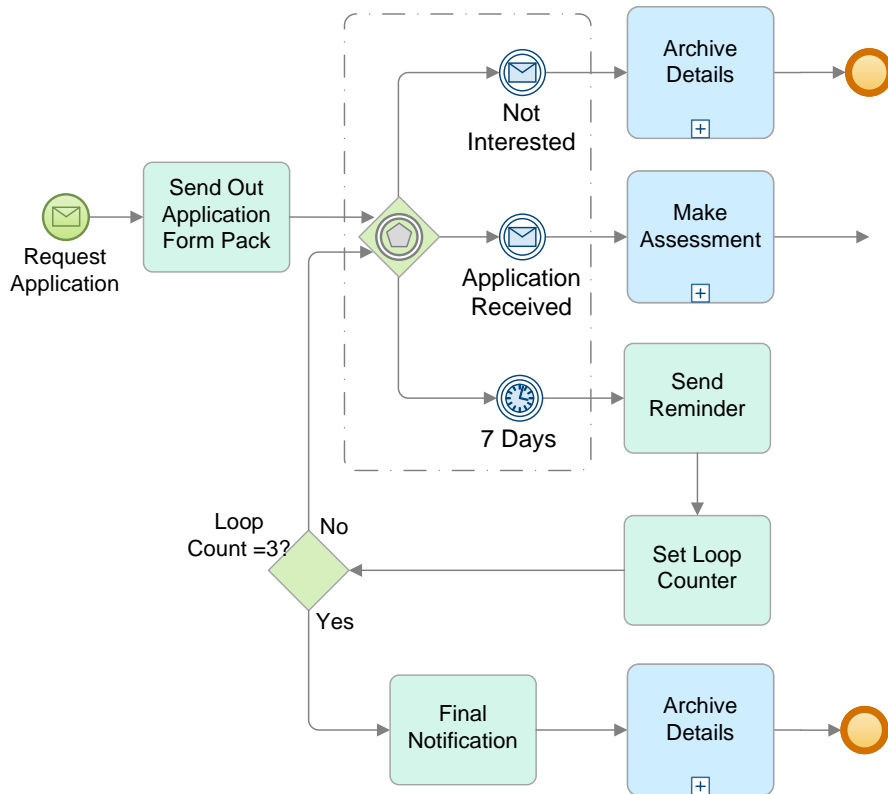 Archive
Details
Not
Interested
Send Out
Application
Form Pack
Make
Assessment
Request
Application
Application
Received
Send
Reminder
7 Days
Loop
Count =3?
No
Set Loop
Counter
Yes
Final
Notification
Archive
Details